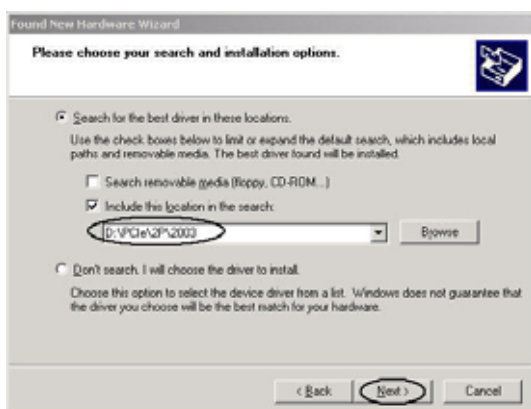 Found New Hardware Wizard
Please choose your search and installation options.
Search for the best driver in these locations.
Use the check boxes below to limit or expand the default search, which includes local
paths and removable media. The best driver found will be installed.
Search removable media (floppy, CD-ROM...)
Include this location in the search:
D:\PCIe\2P\2003
Browse
Don't search. I will choose the driver to install.
Choose this option to select the device driver from a list. Windows does not guarantee that
the driver you choose will be the best match for your hardware.
< Back
Next >
Cancel